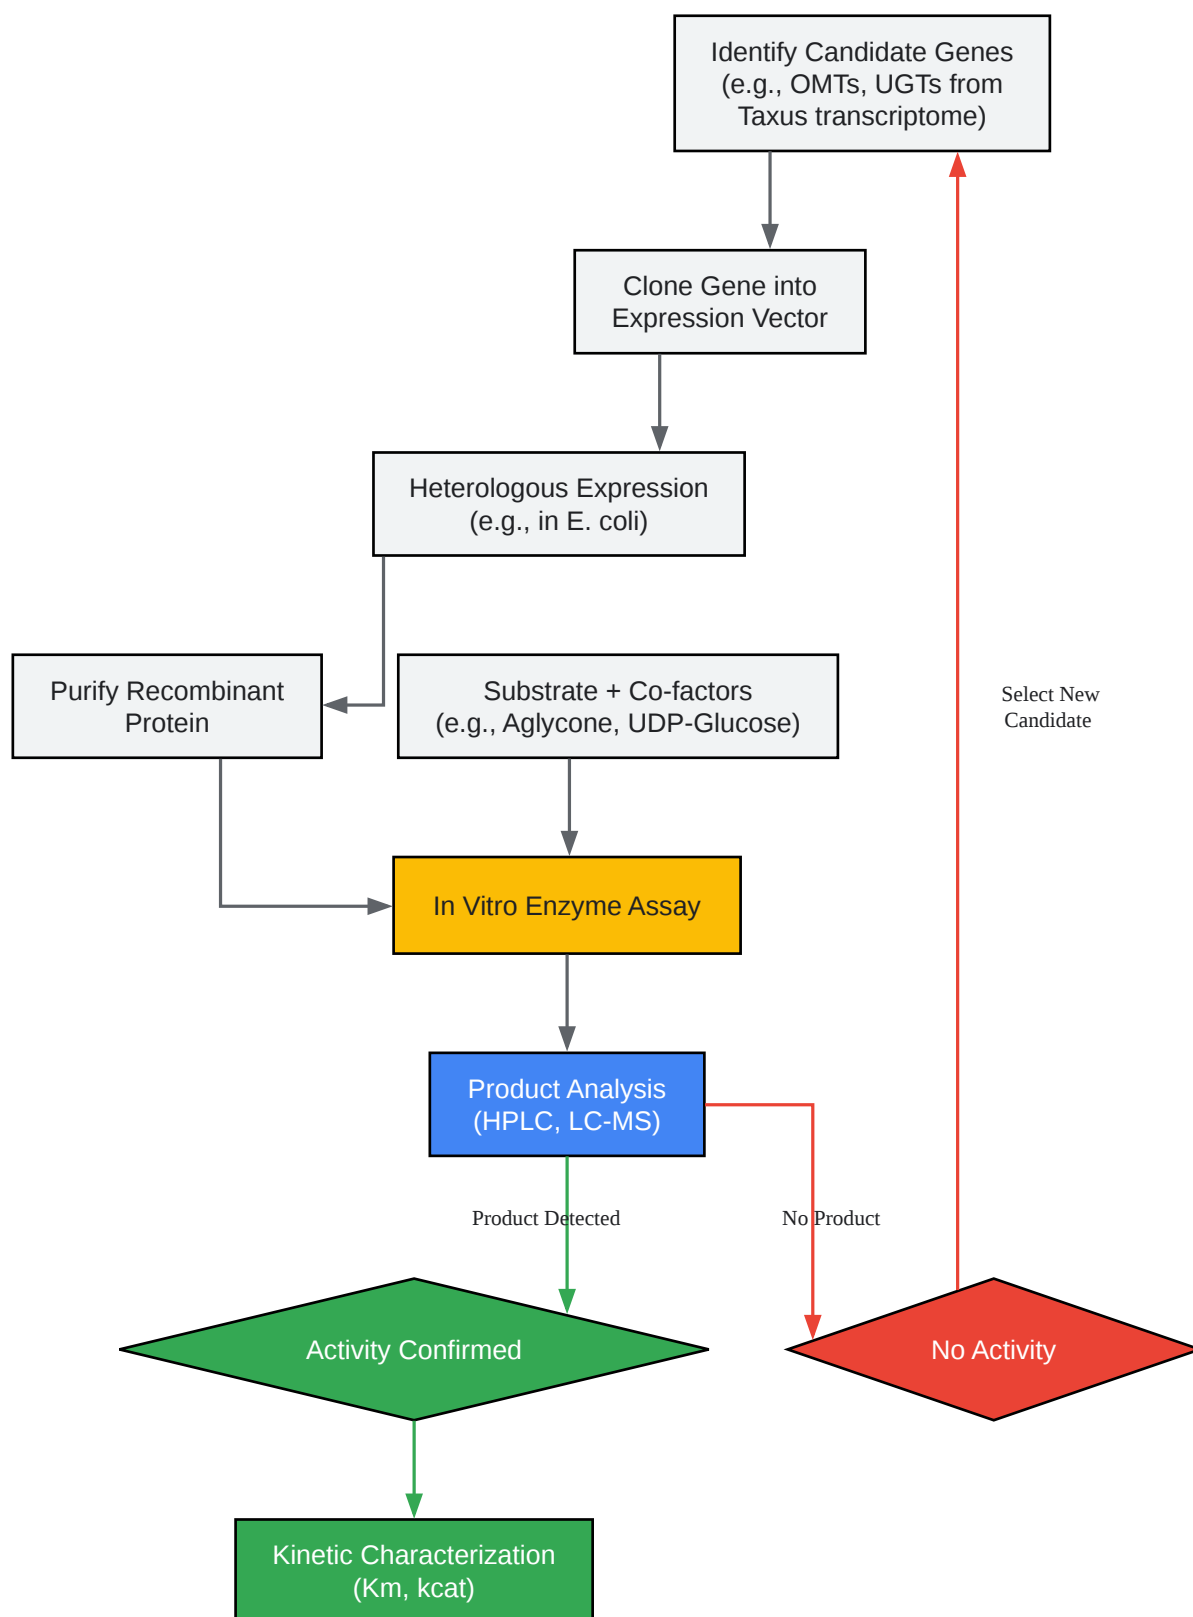 Identify Candidate Genes
(e.g., OMTs, UGTs from
Taxus transcriptome)
Clone Gene into
Expression Vector
Heterologous Expression
(e.g., in E. coli)
Purify Recombinant
Protein
Substrate + Co-factors
(e.g., Aglycone, UDP-Glucose)
Select New
Candidate
In Vitro Enzyme Assay
Product Analysis
(HPLC, LC-MS)
Product Detected
No Product
Activity Confirmed
No Activity
Kinetic Characterization
(Km, kcat)